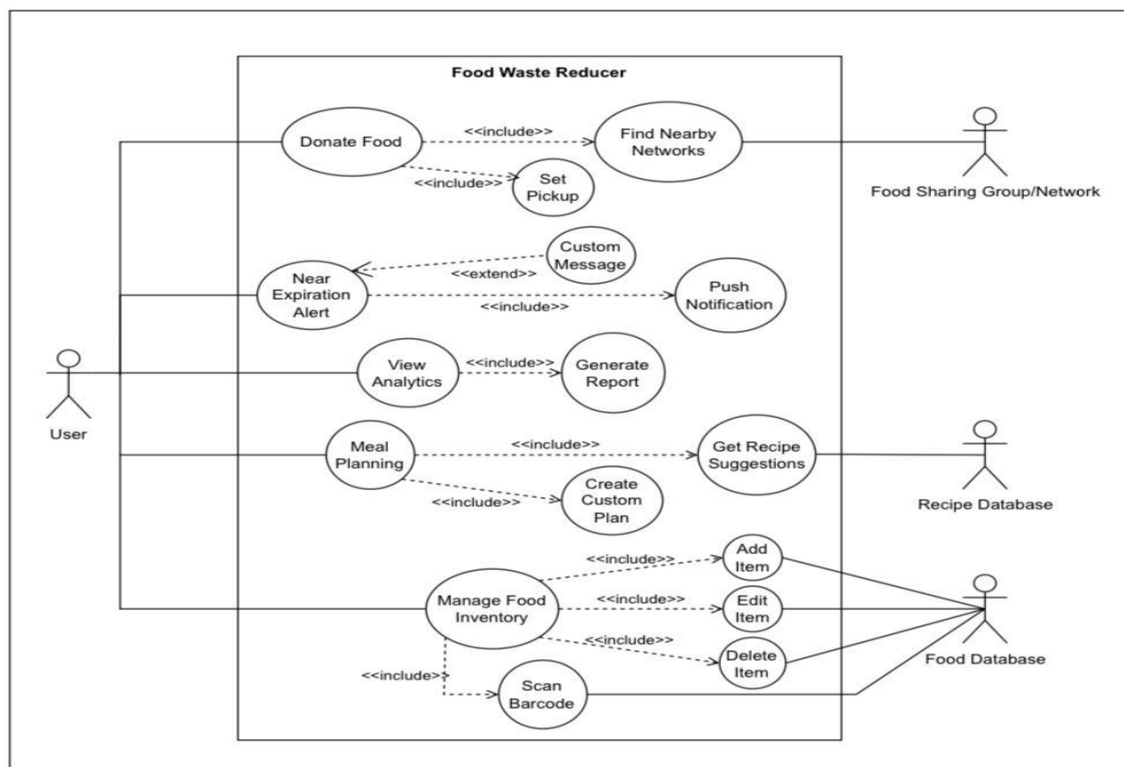 Food Waste Reducer
Donate Food
<<include>>
Find Nearby
Networks
<<include>>
Set
Pickup
Food Sharing Group/Network
Custom
Message
<<extend>>
Near
Expiration
Alert
<<include>>
Push
Notification
View
Analytics
<<include>>
Generate
Report
User
Meal
Planning
<<include>>
Get Recipe
Suggestions
<<include>>
Create
Custom
Plan
Recipe Database
Manage Food
Inventory
<<include>>
Add
Item
<<include>>
Edit
Item
<<include>>
Delete
Item
<<include>>
Scan
Barcode
Food Database